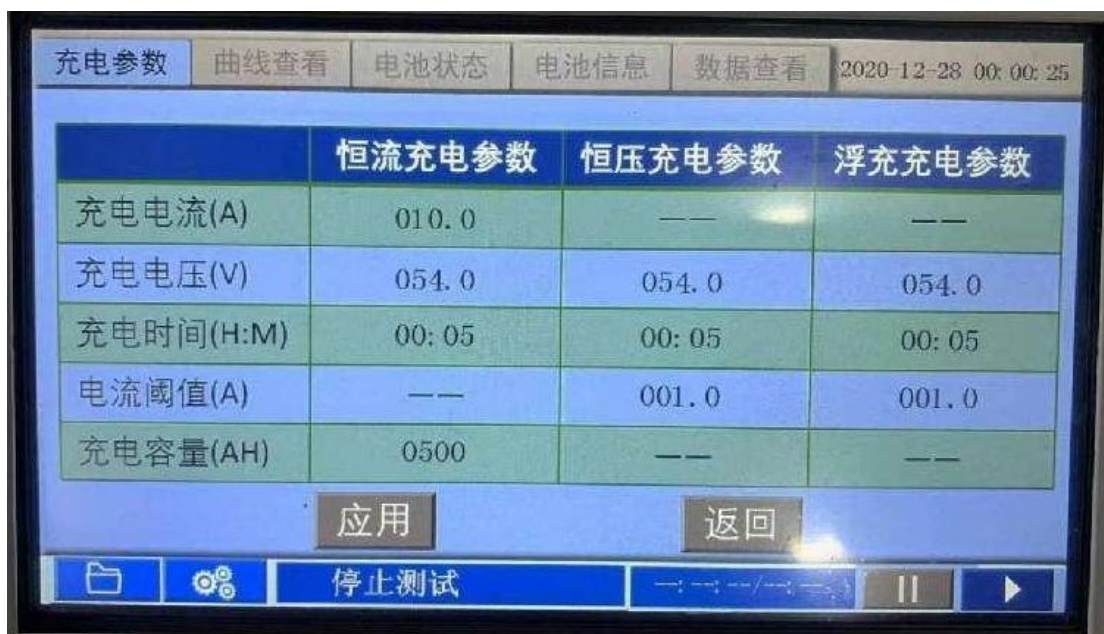 充电参数 曲线查看 电池状态 电池信息 数据查看 2020-12-28 00:00:25
恒流充电参数 恒压充电参数 浮充充电参数
充电电流(A) 010.0 —— ——
充电电压(V) 054.0 054.0 054.0
充电时间(H:M) 00:05 00:05 00:05
电流阈值(A) —— 001.0 001.0
充电容量(AH) 0500 —— ——
应用 返回
停止测试